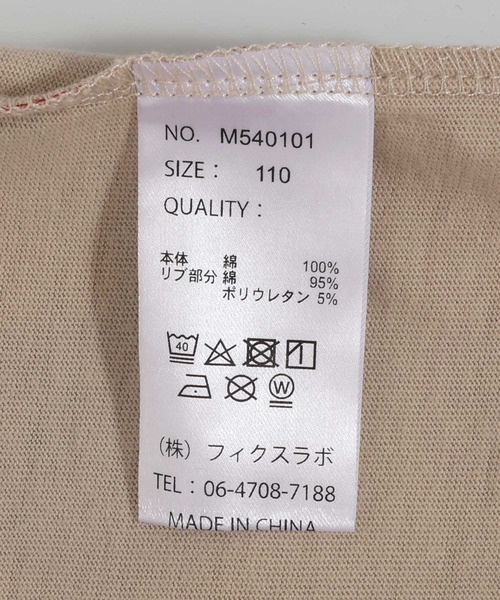 NO. M540101
SIZE : 110
QUALITY :
本体 綿 100%
リブ部分 綿 95%
ポリウレタン 5%
40
W
(株) フィクスラボ
TEL : 06-4708-7188
MADE IN CHINA